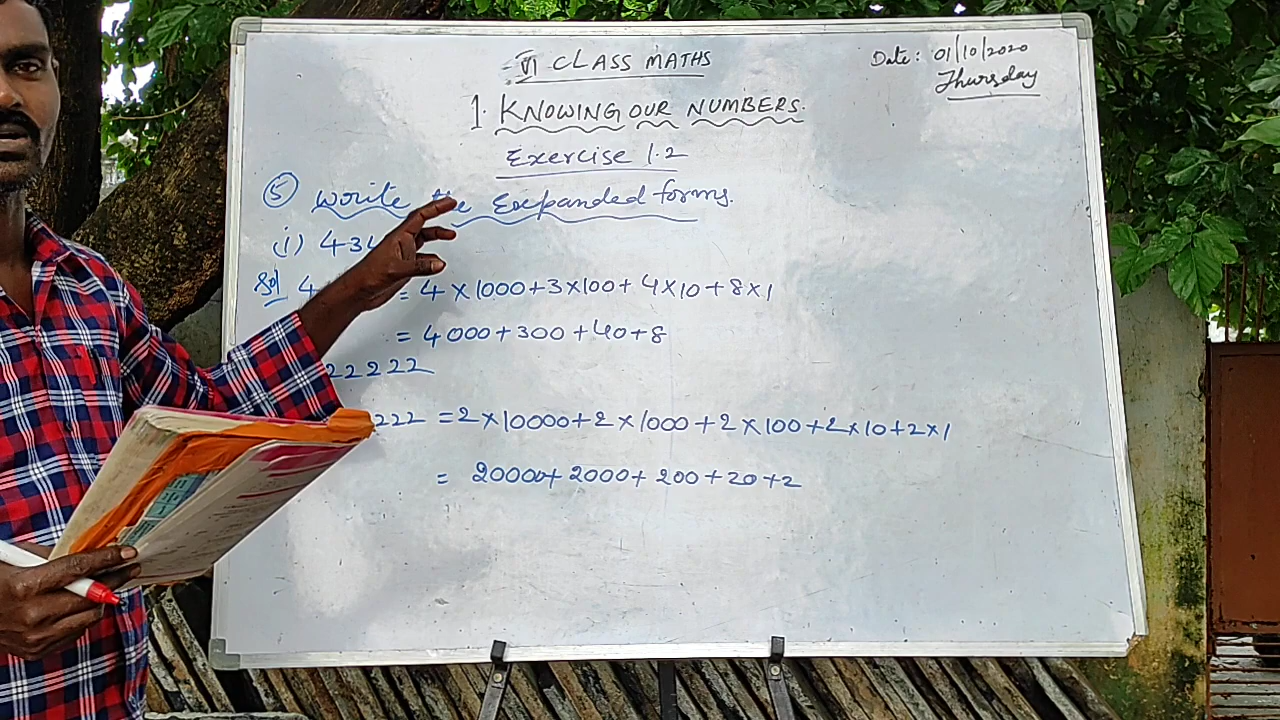 VI CLASS MATHS
Date: 01/10/2020
Thursday
1. KNOWING OUR NUMBERS.
Exercise 1.2
⑤ Write the Expanded forms.
(i) 434
Sol 4 = 4 × 1000 + 3 × 100 + 4 × 10 + 8 × 1
= 4000 + 300 + 40 + 8
22222
222 = 2 × 10000 + 2 × 1000 + 2 × 100 + 2 × 10 + 2 × 1
= 20000 + 2000 + 200 + 20 + 2